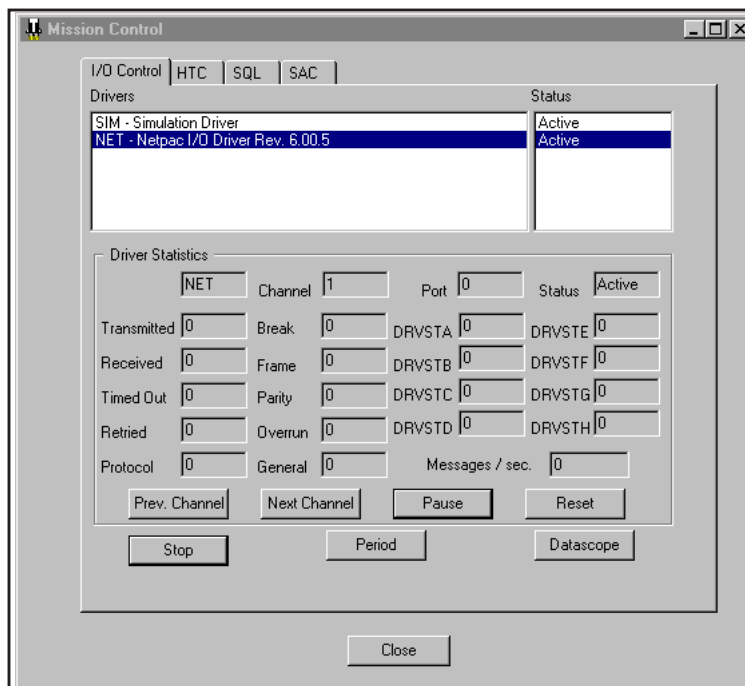 Mission Control
I/O Control HTC SQL SAC
Drivers Status
SIM - Simulation Driver Active
NET - Netpac I/O Driver Rev. 6.00.5 Active
Driver Statistics
NET Channel 1 Port 0 Status Active
Transmitted 0 Break 0 DRVSTA 0 DRVSTE 0
Received 0 Frame 0 DRVSTB 0 DRVSTF 0
Timed Out 0 Parity 0 DRVSTC 0 DRVSTG 0
Retried 0 Overrun 0 DRVSTD 0 DRVSTH 0
Protocol 0 General 0 Messages / sec. 0
Prev. Channel Next Channel Pause Reset
Stop Period Datascope
Close